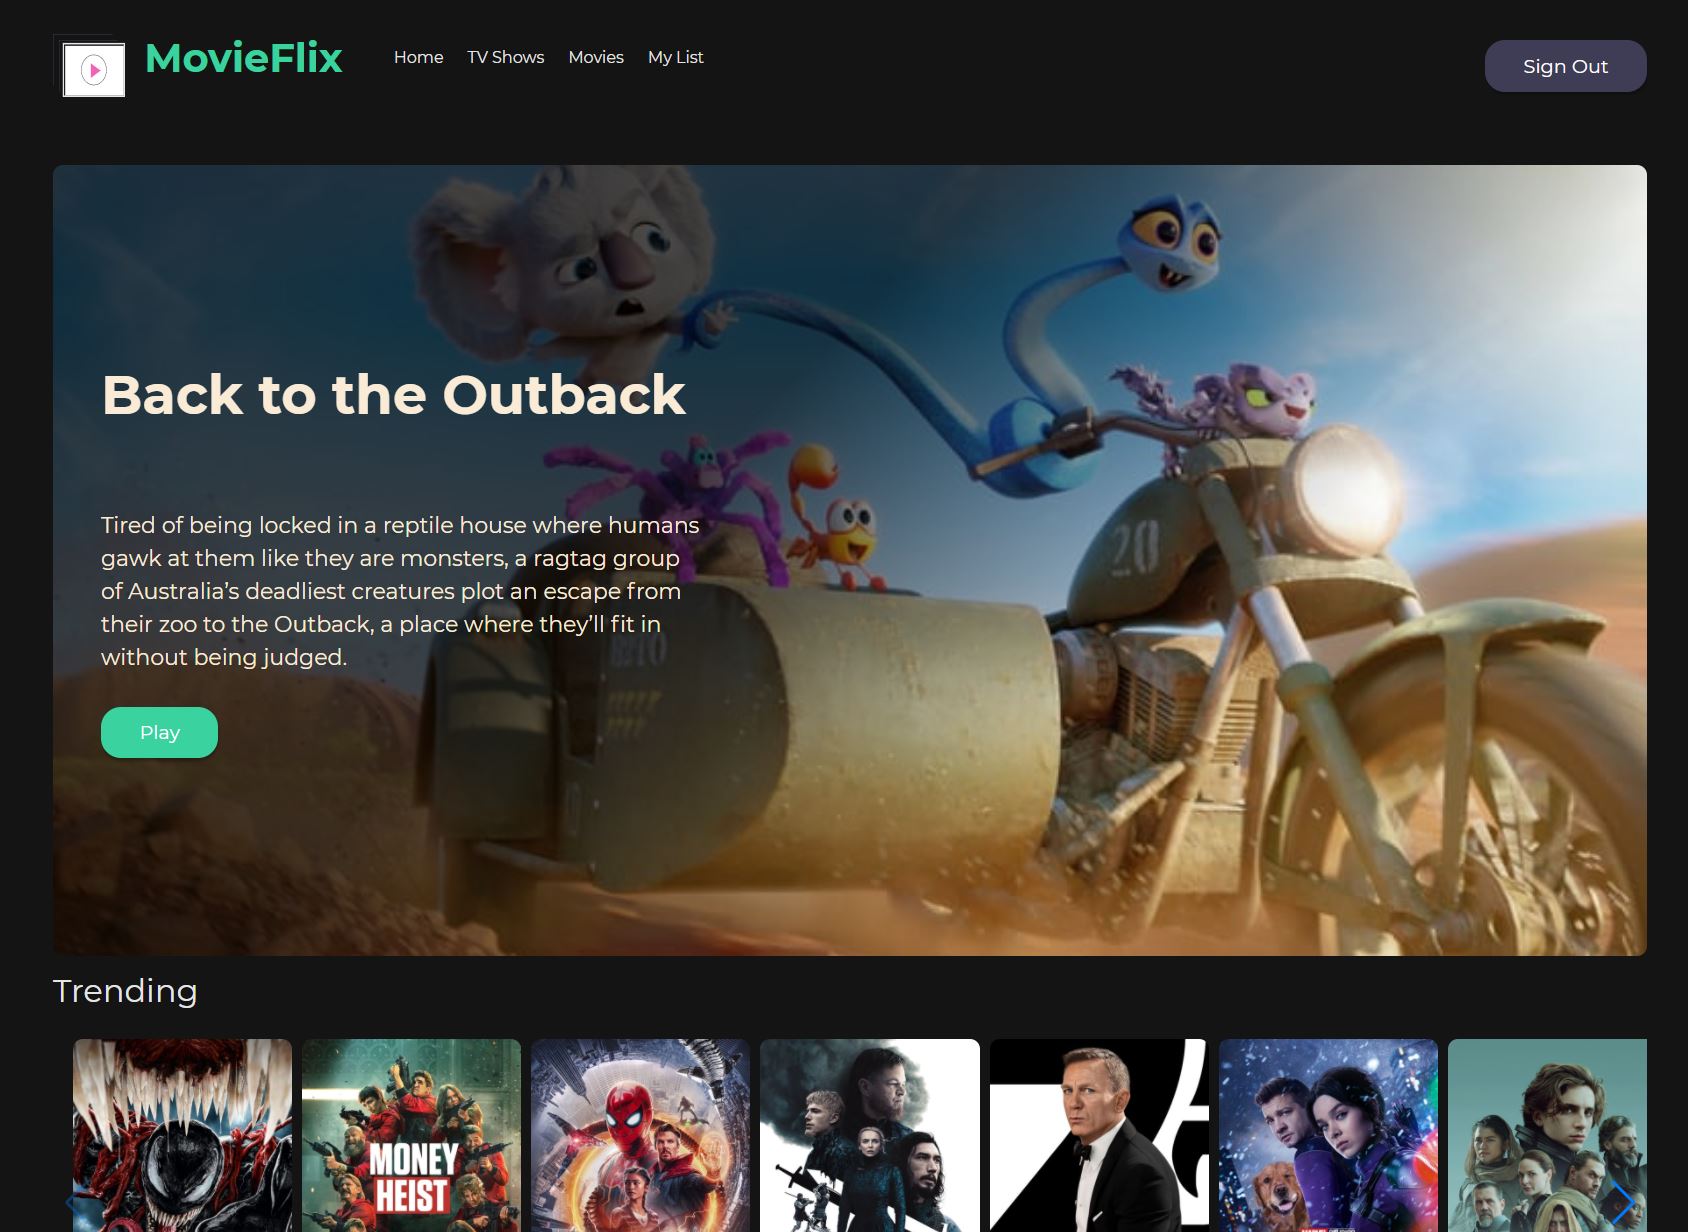 MovieFlix
Home
TV Shows
Movies
My List
Sign Out
Back to the Outback
Tired of being locked in a reptile house where humans
gawk at them like they are monsters, a ragtag group
of Australia’s deadliest creatures plot an escape from
their zoo to the Outback, a place where they’ll fit in
without being judged.
20
Play
Trending
MONEY
HEIST